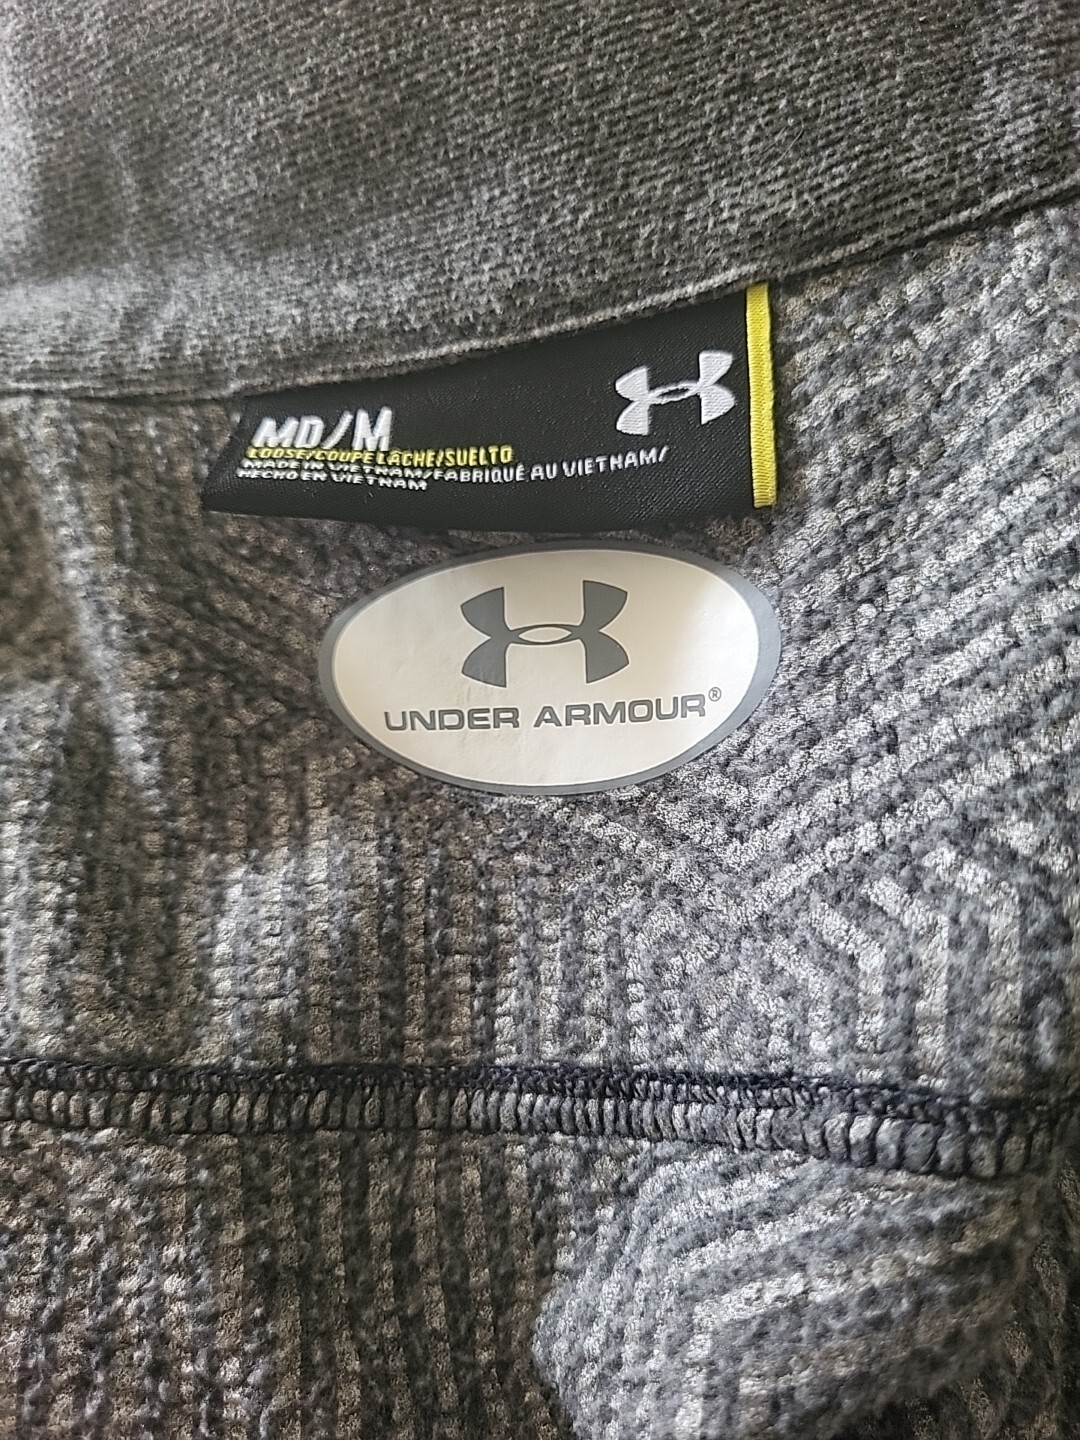 MD/M
LOOSE/COUPE LÂCHE/SUELTO
MADE IN VIETNAM/FABRIQUÉ AU VIETNAM/
HECHO EN VIETNAM
UNDER ARMOUR®